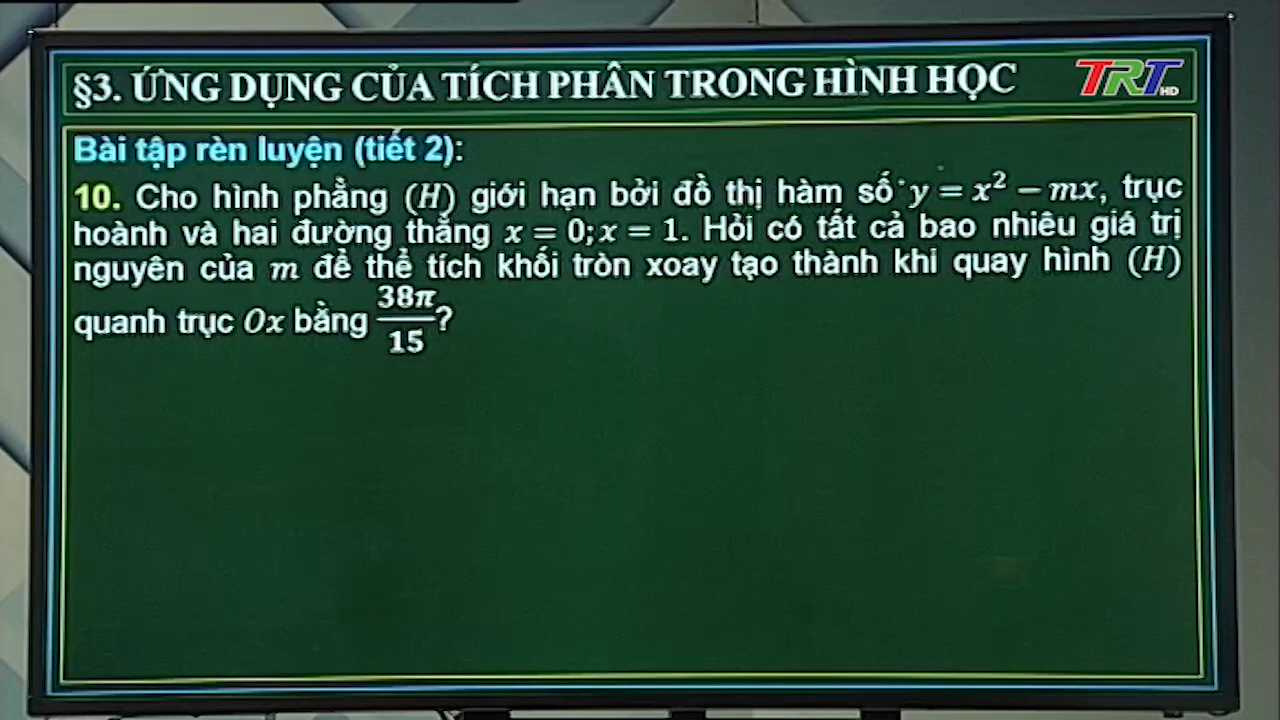 §3. ỨNG DỤNG CỦA TÍCH PHÂN TRONG HÌNH HỌC
TRT HD
Bài tập rèn luyện (tiết 2):
10. Cho hình phẳng (H) giới hạn bởi đồ thị hàm số y = x² − mx, trục
hoành và hai đường thẳng x = 0; x = 1. Hỏi có tất cả bao nhiêu giá trị
nguyên của m để thể tích khối tròn xoay tạo thành khi quay hình (H)
quanh trục Ox bằng 38π/15?